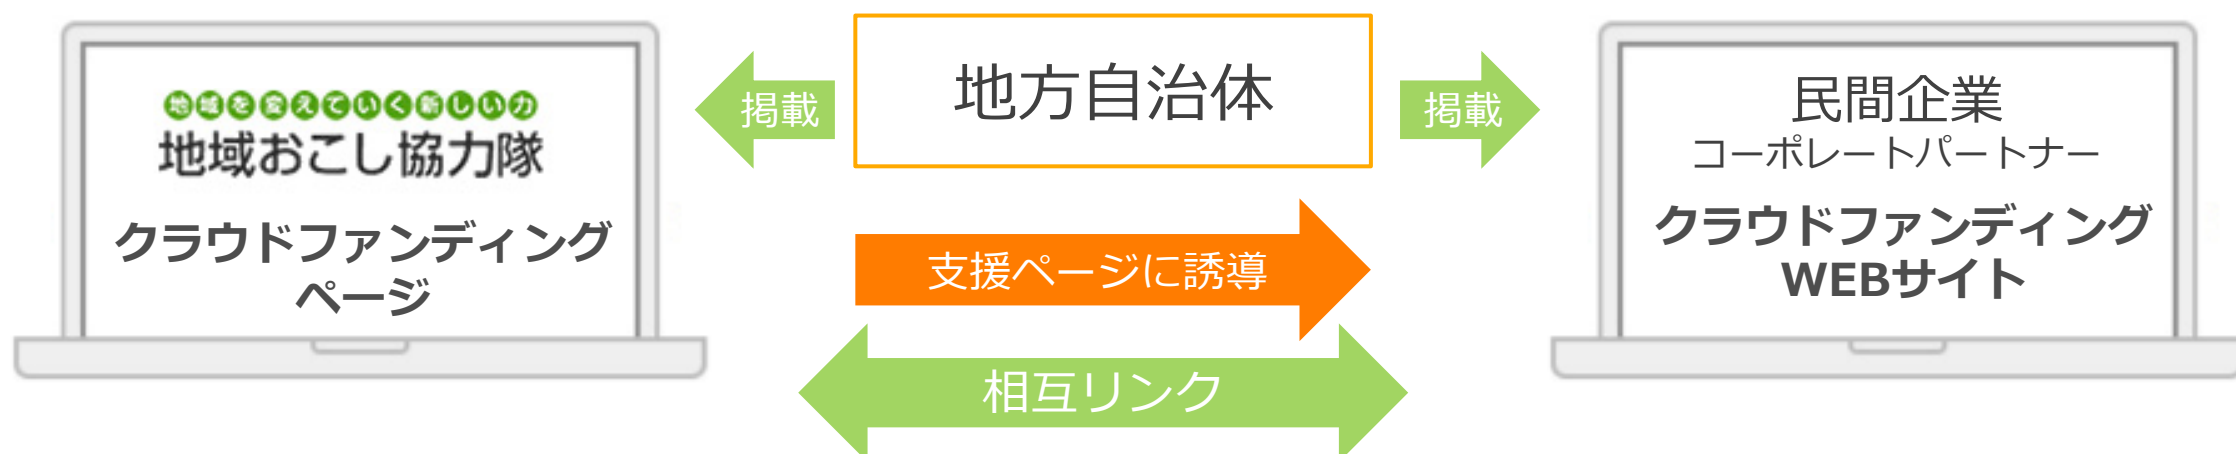 地域を変えていく新しい力
地域おこし協力隊
クラウドファンディング
ページ
掲載
地方自治体
掲載
支援ページに誘導
相互リンク
民間企業
コーポレートパートナー
クラウドファンディング
WEBサイト